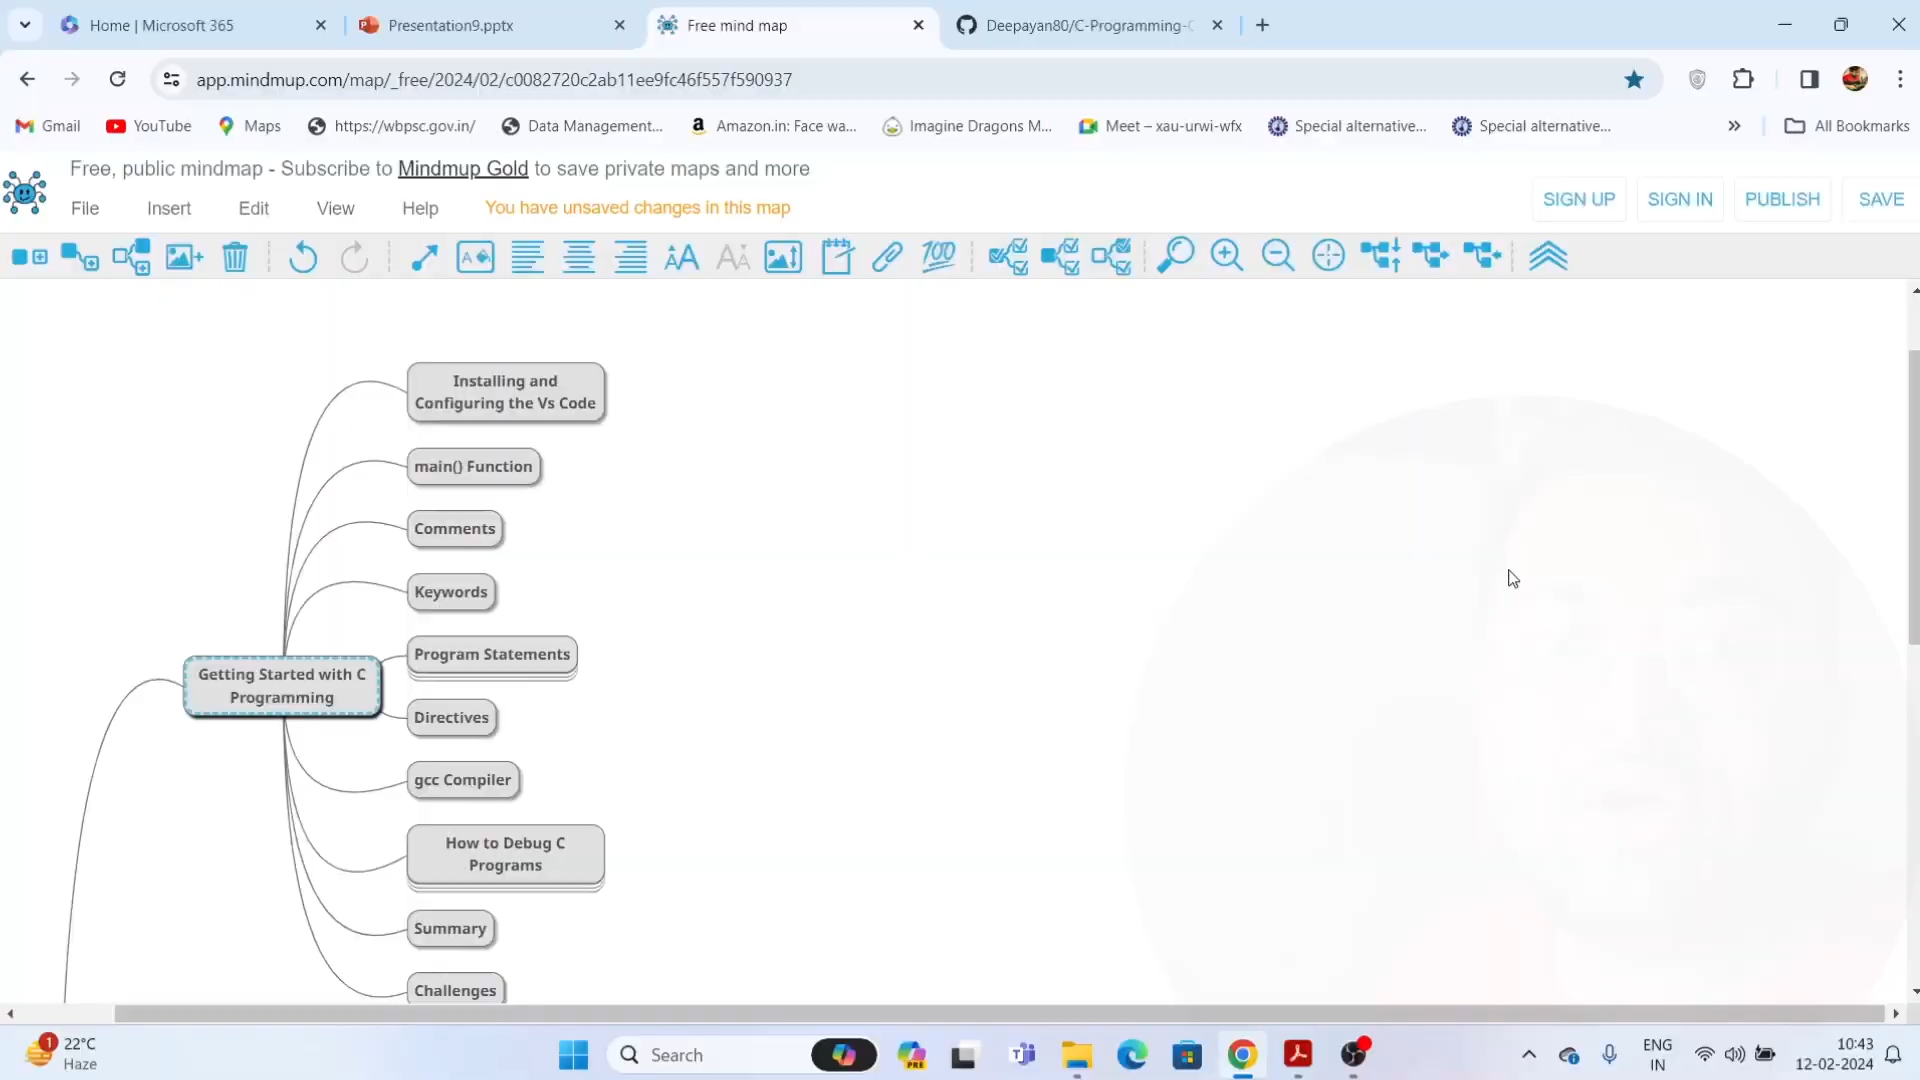 Home | Microsoft 365
Presentation9.pptx
Free mind map
Deepayan80/C-Programming-
app.mindmup.com/map/_free/2024/02/c0082720c2ab11ee9fc46f557f590937
Gmail
YouTube
Maps
https://wbpsc.gov.in/
Data Management...
Amazon.in: Face wa...
Imagine Dragons M...
Meet – xau-urwi-wfx
Special alternative...
Special alternative...
All Bookmarks
Free, public mindmap - Subscribe to Mindmup Gold to save private maps and more
File
Insert
Edit
View
Help
You have unsaved changes in this map
SIGN UP
SIGN IN
PUBLISH
SAVE
Installing and
Configuring the Vs Code
main() Function
Comments
Keywords
Program Statements
Getting Started with C
Programming
Directives
gcc Compiler
How to Debug C
Programs
Summary
Challenges
1
22°C
Haze
Search
PRE
ENG
IN
10:43
12-02-2024